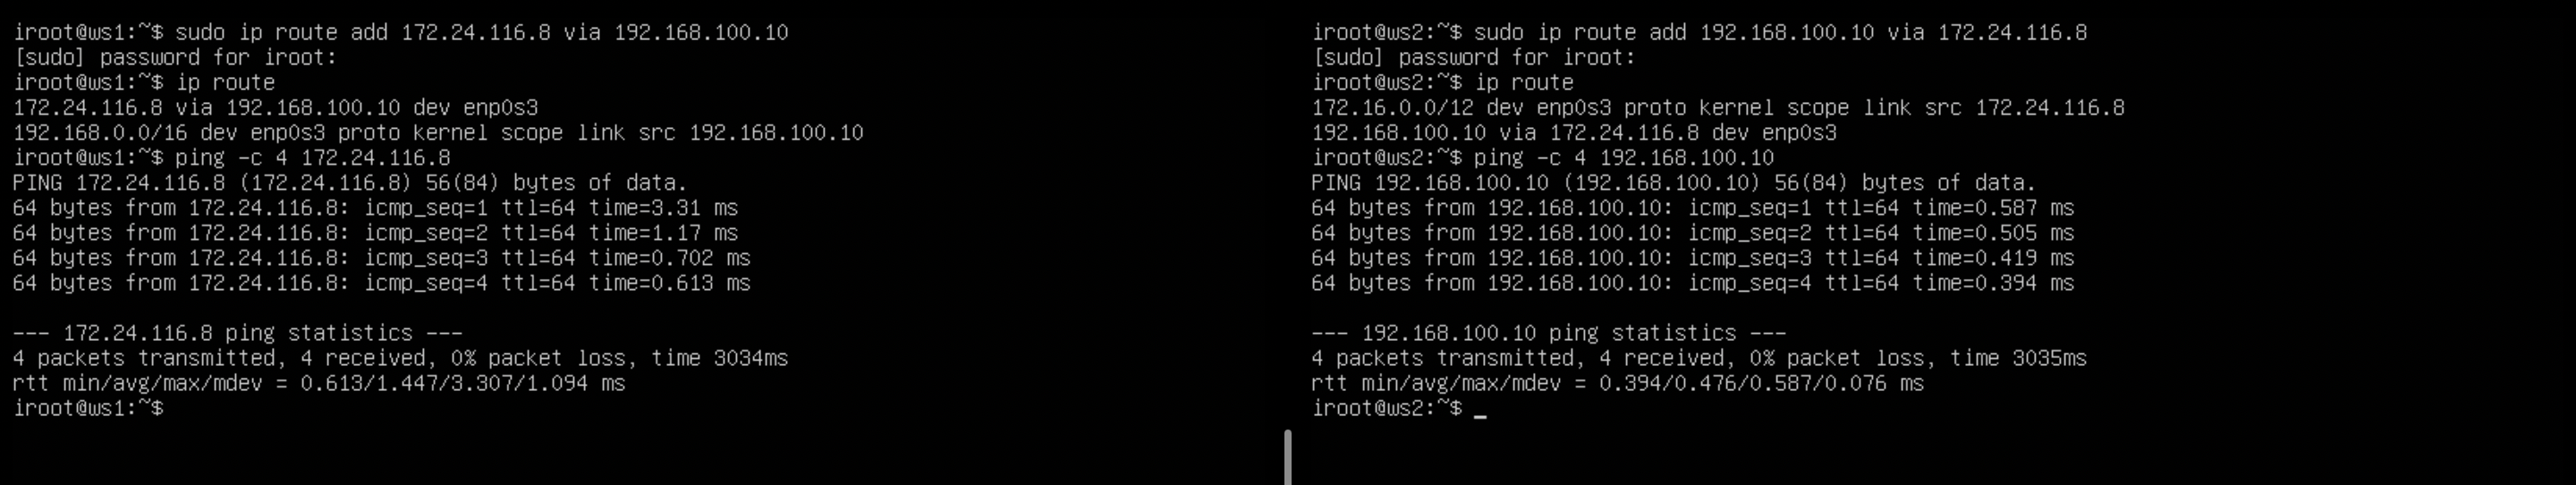 iroot@ws1:~$ sudo ip route add 172.24.116.8 via 192.168.100.10
[sudo] password for iroot:
iroot@ws1:~$ ip route
172.24.116.8 via 192.168.100.10 dev enp0s3
192.168.0.0/16 dev enp0s3 proto kernel scope link src 192.168.100.10
iroot@ws1:~$ ping -c 4 172.24.116.8
PING 172.24.116.8 (172.24.116.8) 56(84) bytes of data.
64 bytes from 172.24.116.8: icmp_seq=1 ttl=64 time=3.31 ms
64 bytes from 172.24.116.8: icmp_seq=2 ttl=64 time=1.17 ms
64 bytes from 172.24.116.8: icmp_seq=3 ttl=64 time=0.702 ms
64 bytes from 172.24.116.8: icmp_seq=4 ttl=64 time=0.613 ms

--- 172.24.116.8 ping statistics ---
4 packets transmitted, 4 received, 0% packet loss, time 3034ms
rtt min/avg/max/mdev = 0.613/1.447/3.307/1.094 ms
iroot@ws1:~$
iroot@ws2:~$ sudo ip route add 192.168.100.10 via 172.24.116.8
[sudo] password for iroot:
iroot@ws2:~$ ip route
172.16.0.0/12 dev enp0s3 proto kernel scope link src 172.24.116.8
192.168.100.10 via 172.24.116.8 dev enp0s3
iroot@ws2:~$ ping -c 4 192.168.100.10
PING 192.168.100.10 (192.168.100.10) 56(84) bytes of data.
64 bytes from 192.168.100.10: icmp_seq=1 ttl=64 time=0.587 ms
64 bytes from 192.168.100.10: icmp_seq=2 ttl=64 time=0.505 ms
64 bytes from 192.168.100.10: icmp_seq=3 ttl=64 time=0.419 ms
64 bytes from 192.168.100.10: icmp_seq=4 ttl=64 time=0.394 ms

--- 192.168.100.10 ping statistics ---
4 packets transmitted, 4 received, 0% packet loss, time 3035ms
rtt min/avg/max/mdev = 0.394/0.476/0.587/0.076 ms
iroot@ws2:~$ _